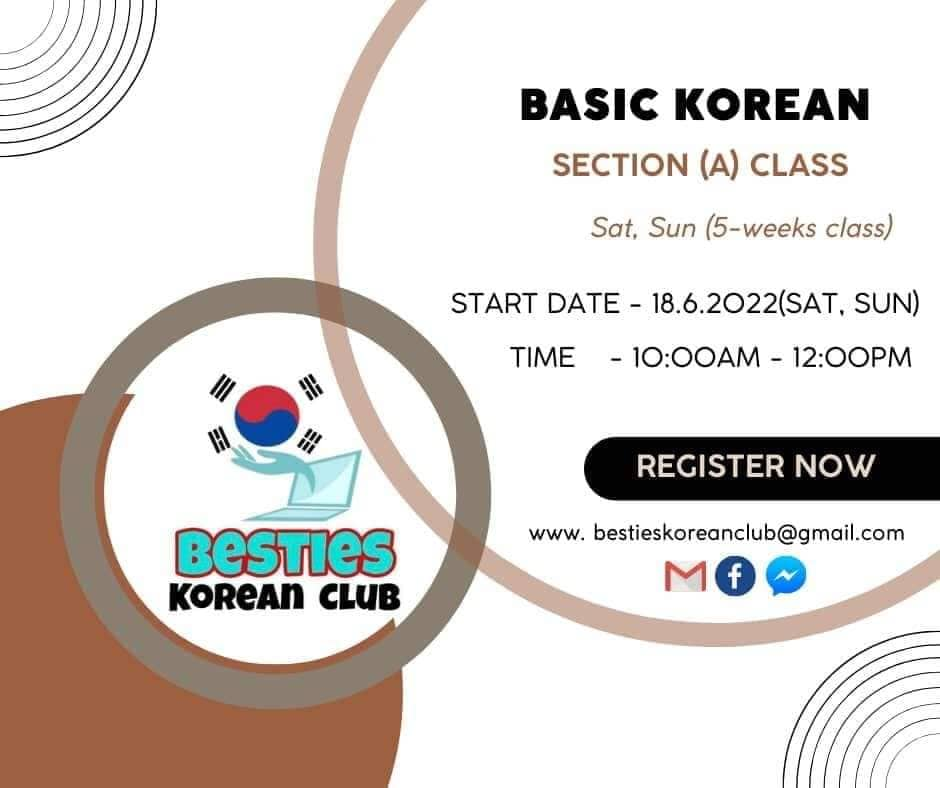 BASIC KOREAN
SECTION (A) CLASS
Sat, Sun (5-weeks class)
START DATE - 18.6.2022(SAT, SUN)
TIME - 10:00AM - 12:00PM
REGISTER NOW
www. bestieskoreanclub@gmail.com
BESTIES
KOREAN CLUB